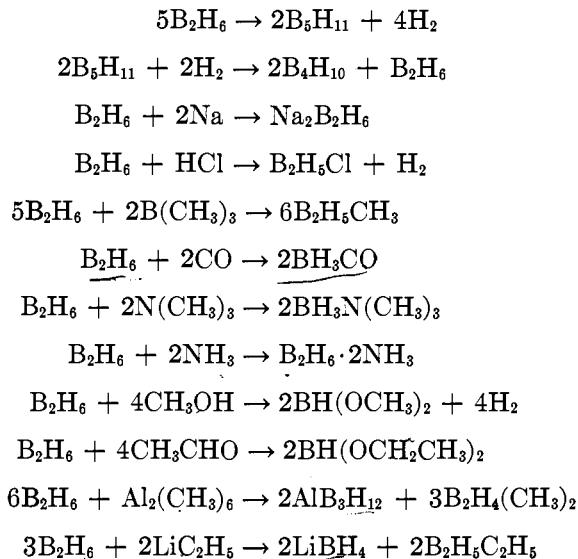 5B₂H₆ → 2B₅H₁₁ + 4H₂
2B₅H₁₁ + 2H₂ → 2B₄H₁₀ + B₂H₆
B₂H₆ + 2Na → Na₂B₂H₆
B₂H₆ + HCl → B₂H₅Cl + H₂
5B₂H₆ + 2B(CH₃)₃ → 6B₂H₅CH₃
B₂H₆ + 2CO → 2BH₃CO
B₂H₆ + 2N(CH₃)₃ → 2BH₃N(CH₃)₃
B₂H₆ + 2NH₃ → B₂H₆·2NH₃
B₂H₆ + 4CH₃OH → 2BH(OCH₃)₂ + 4H₂
B₂H₆ + 4CH₃CHO → 2BH(OCH₂CH₃)₂
6B₂H₆ + Al₂(CH₃)₆ → 2AlB₃H₁₂ + 3B₂H₄(CH₃)₂
3B₂H₆ + 2LiC₂H₅ → 2LiBH₄ + 2B₂H₅C₂H₅